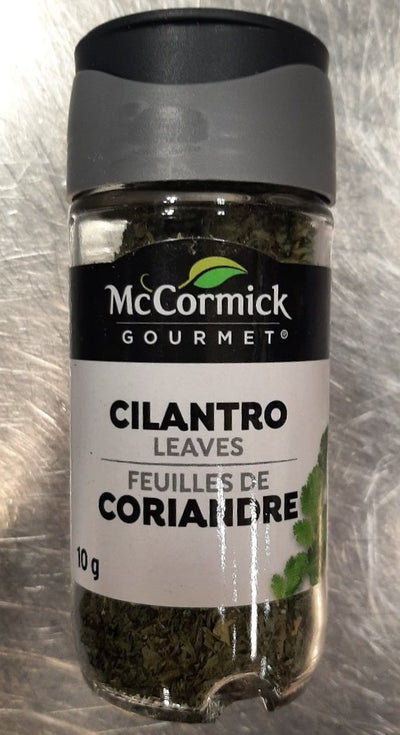 McCormick
GOURMET®
CILANTRO
LEAVES
FEUILLES DE
CORIANDRE
10 g